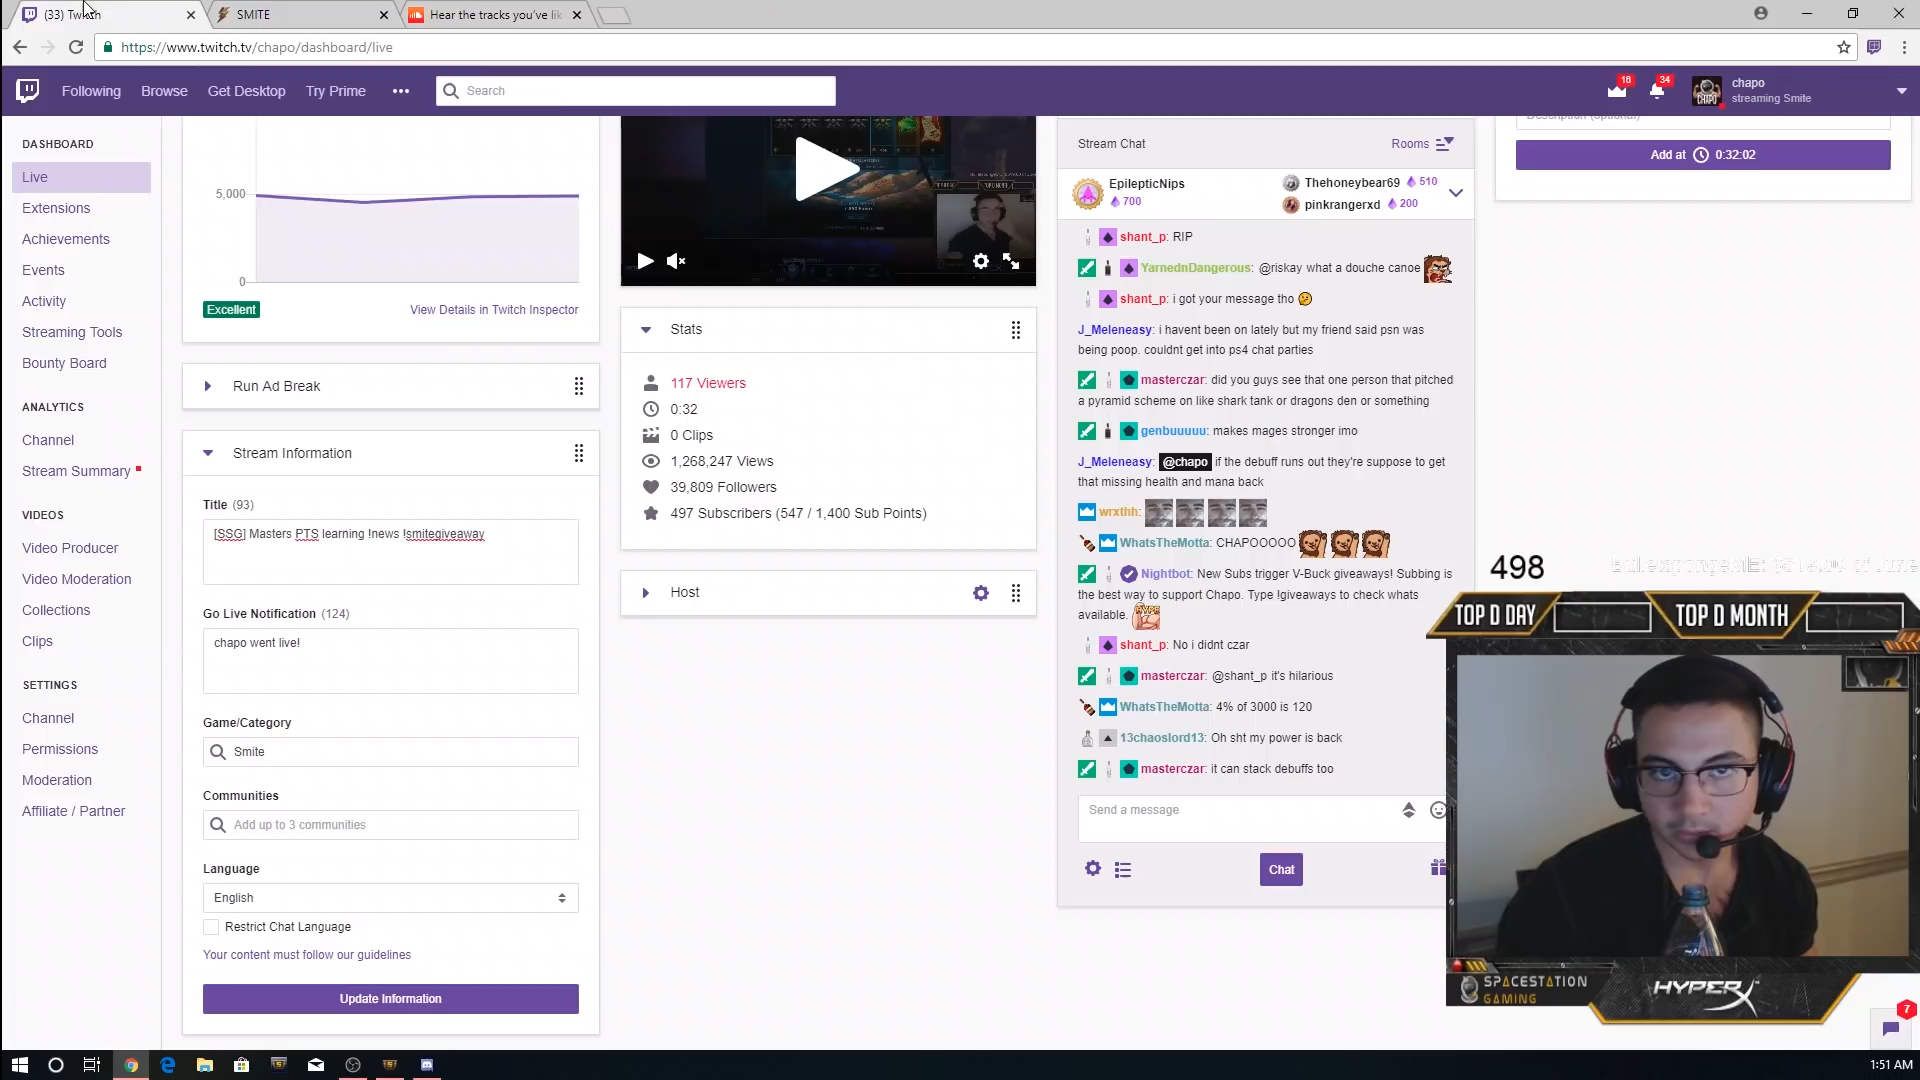 (33) Twitch
SMITE
Hear the tracks you've lik
https://www.twitch.tv/chapo/dashboard/live
Following
Browse
Get Desktop
Try Prime
Search
16
34
chapo
streaming Smite
DASHBOARD
Live
Extensions
Achievements
Events
Activity
Streaming Tools
Bounty Board
ANALYTICS
Channel
Stream Summary
VIDEOS
Video Producer
Video Moderation
Collections
Clips
SETTINGS
Channel
Permissions
Moderation
Affiliate / Partner
5,000
0
Excellent
View Details in Twitch Inspector
Run Ad Break
Stream Information
Title (93)
[SSG] Masters PTS learning !news !smitegiveaway
Go Live Notification (124)
chapo went live!
Game/Category
Smite
Communities
Add up to 3 communities
Language
English
Restrict Chat Language
Your content must follow our guidelines
Update Information
Stats
117 Viewers
0:32
0 Clips
1,268,247 Views
39,809 Followers
497 Subscribers (547 / 1,400 Sub Points)
Host
Stream Chat
Rooms
EpilepticNips
700
Thehoneybear69 510
pinkrangerxd 200
shant_p: RIP
YarnednDangerous: @riskay what a douche canoe
shant_p: i got your message tho
J_Meleneasy: i havent been on lately but my friend said psn was
being poop. couldnt get into ps4 chat parties
masterczar: did you guys see that one person that pitched
a pyramid scheme on like shark tank or dragons den or something
genbuuuuu: makes mages stronger imo
J_Meleneasy: @chapo if the debuff runs out they're suppose to get
that missing health and mana back
wrxthh:
WhatsTheMotta: CHAPOOOOO
Nightbot: New Subs trigger V-Buck giveaways! Subbing is
the best way to support Chapo. Type !giveaways to check whats
available.
shant_p: No i didnt czar
masterczar: @shant_p it's hilarious
WhatsTheMotta: 4% of 3000 is 120
13chaoslord13: Oh sht my power is back
masterczar: it can stack debuffs too
Send a message
Chat
Description (optional)
Add at 0:32:02
498
TOP D DAY
TOP D MONTH
SPACESTATION
GAMING
HYPERX
7
1:51 AM